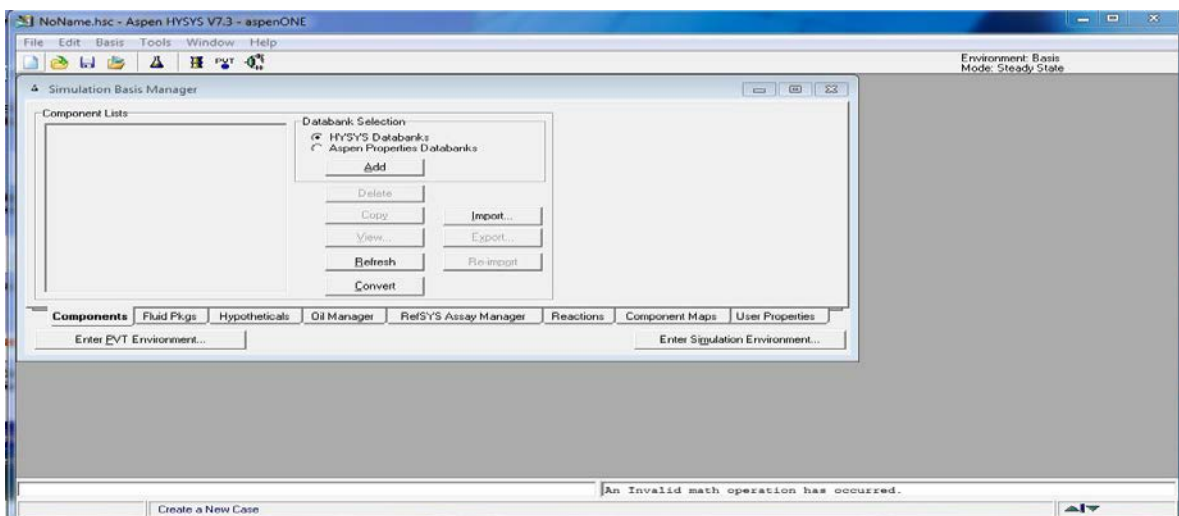 NoName.hsc - Aspen HYSYS V7.3 - aspenONE
File Edit Basis Tools Window Help
PVT
Environment: Basis
Mode: Steady State
Simulation Basis Manager
Component Lists
Databank Selection
HYSYS Databanks
Aspen Properties Databanks
Add
Delete
Copy
Import...
View...
Export...
Refresh
Re-import
Convert
Components Fluid Pkgs Hypotheticals Oil Manager RefSYS Assay Manager Reactions Component Maps User Properties
Enter PVT Environment...
Enter Simulation Environment...
An Invalid math operation has occurred.
Create a New Case